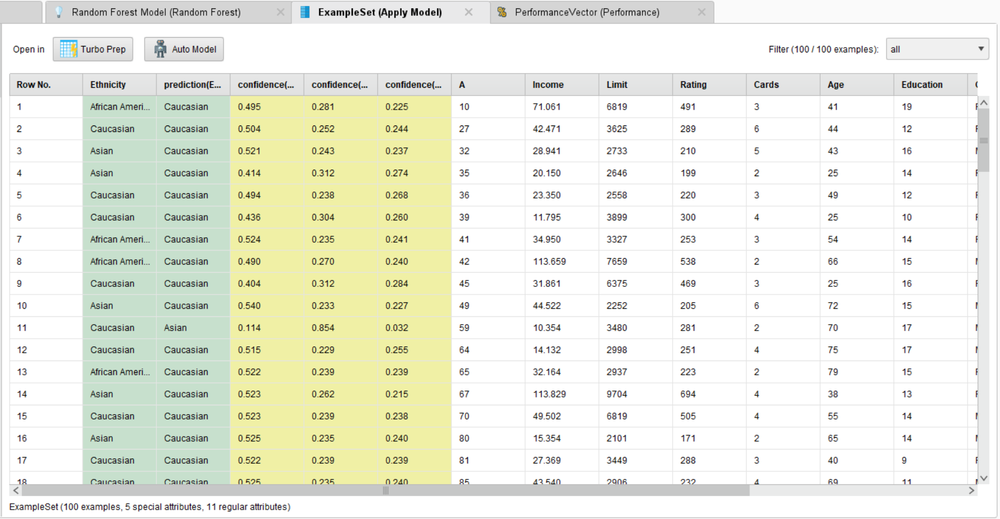 Random Forest Model (Random Forest) ExampleSet (Apply Model) PerformanceVector (Performance)
Open in Turbo Prep Auto Model Filter (100 / 100 examples): all
Row No. Ethnicity prediction(E... confidence(... confidence(... confidence(... A Income Limit Rating Cards Age Education
1 African Ameri... Caucasian 0.495 0.281 0.225 10 71.061 6819 491 3 41 19
2 Caucasian Caucasian 0.504 0.252 0.244 27 42.471 3625 289 6 44 12
3 Asian Caucasian 0.521 0.243 0.237 32 28.941 2733 210 5 43 16
4 Asian Caucasian 0.414 0.312 0.274 35 20.150 2646 199 2 25 14
5 Caucasian Caucasian 0.494 0.238 0.268 36 23.350 2558 220 3 49 12
6 Caucasian Caucasian 0.436 0.304 0.260 39 11.795 3899 300 4 25 10
7 African Ameri... Caucasian 0.524 0.235 0.241 41 34.950 3327 253 3 54 14
8 African Ameri... Caucasian 0.490 0.270 0.240 42 113.659 7659 538 2 66 15
9 Caucasian Caucasian 0.404 0.312 0.284 45 31.861 6375 469 3 25 16
10 Asian Caucasian 0.540 0.233 0.227 49 44.522 2252 205 6 72 15
11 Caucasian Asian 0.114 0.854 0.032 59 10.354 3480 281 2 70 17
12 Caucasian Caucasian 0.515 0.229 0.255 64 14.132 2998 251 4 75 17
13 African Ameri... Caucasian 0.522 0.239 0.239 65 32.164 2937 223 2 79 15
14 Asian Caucasian 0.523 0.262 0.215 67 113.829 9704 694 4 38 13
15 Caucasian Caucasian 0.523 0.239 0.238 70 49.502 6819 505 4 55 14
16 Asian Caucasian 0.525 0.235 0.240 80 15.354 2101 171 2 65 14
17 Caucasian Caucasian 0.522 0.239 0.239 81 27.369 3449 288 3 40 9
18 Caucasian Caucasian 0.525 0.235 0.240 85 43.540 2906 232 4 69 11
ExampleSet (100 examples, 5 special attributes, 11 regular attributes)